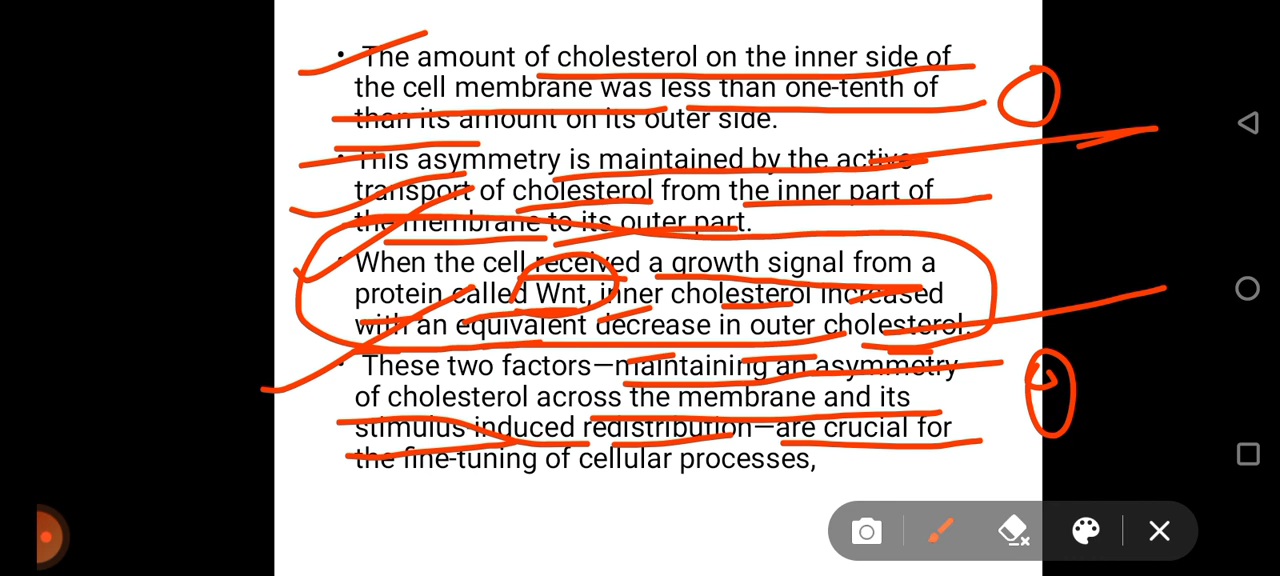 • The amount of cholesterol on the inner side of
the cell membrane was less than one-tenth of
than its amount on its outer side.
• This asymmetry is maintained by the active
transport of cholesterol from the inner part of
the membrane to its outer part.
• When the cell received a growth signal from a
protein called Wnt, inner cholesterol increased
with an equivalent decrease in outer cholesterol.
• These two factors—maintaining an asymmetry
of cholesterol across the membrane and its
stimulus-induced redistribution—are crucial for
the fine-tuning of cellular processes,